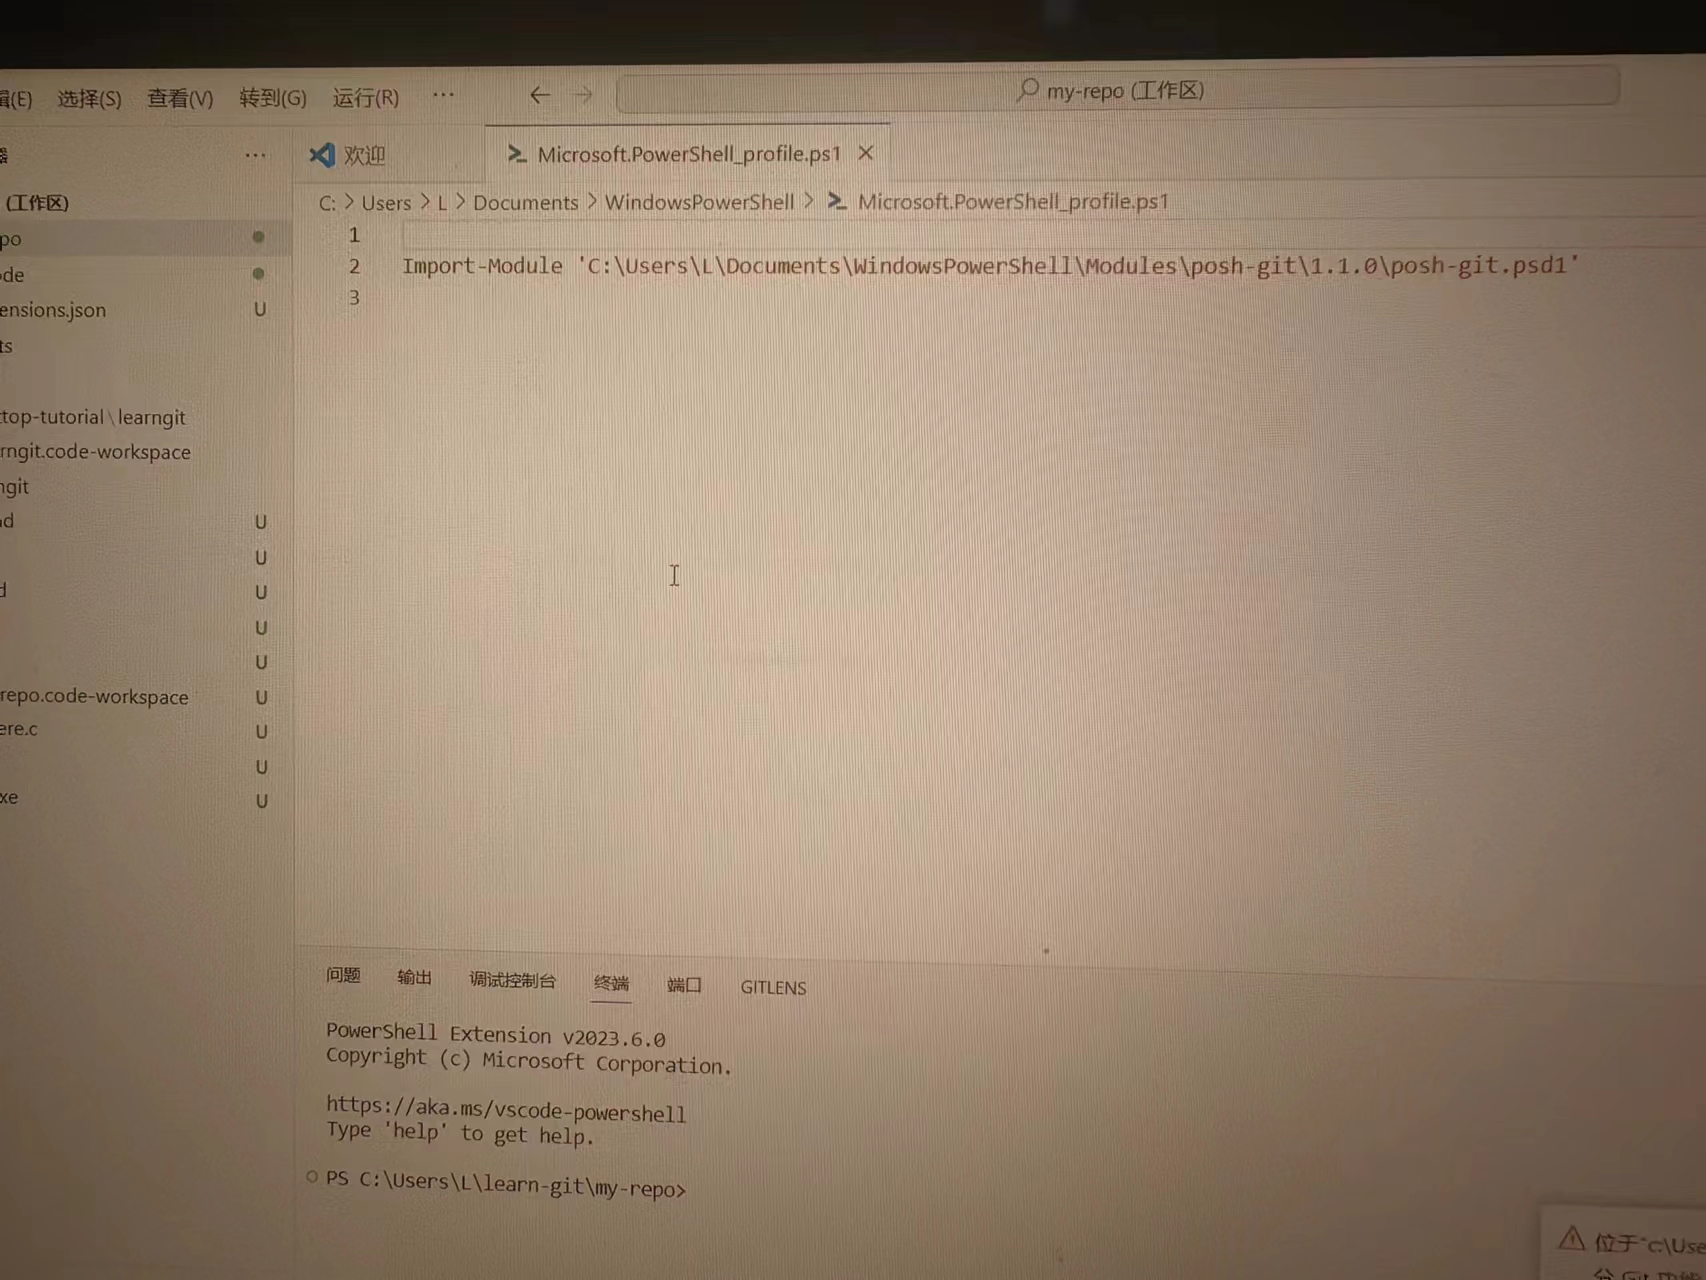 (E) 选择(S) 查看(V) 转到(G) 运行(R) ··· ← → my-repo (工作区)
···
欢迎 Microsoft.PowerShell_profile.ps1 ×
(工作区)
C: > Users > L > Documents > WindowsPowerShell > Microsoft.PowerShell_profile.ps1
po
1
de
2 Import-Module 'C:\Users\L\Documents\WindowsPowerShell\Modules\posh-git\1.1.0\posh-git.psd1'
3
ensions.json U
ts
top-tutorial\learngit
rngit.code-workspace
ngit
d U
U
U
U
U
repo.code-workspace U
ere.c U
U
xe U
问题 输出 调试控制台 终端 端口 GITLENS
PowerShell Extension v2023.6.0
Copyright (c) Microsoft Corporation.
https://aka.ms/vscode-powershell
Type 'help' to get help.
PS C:\Users\L\learn-git\my-repo>
位于"c:\Use